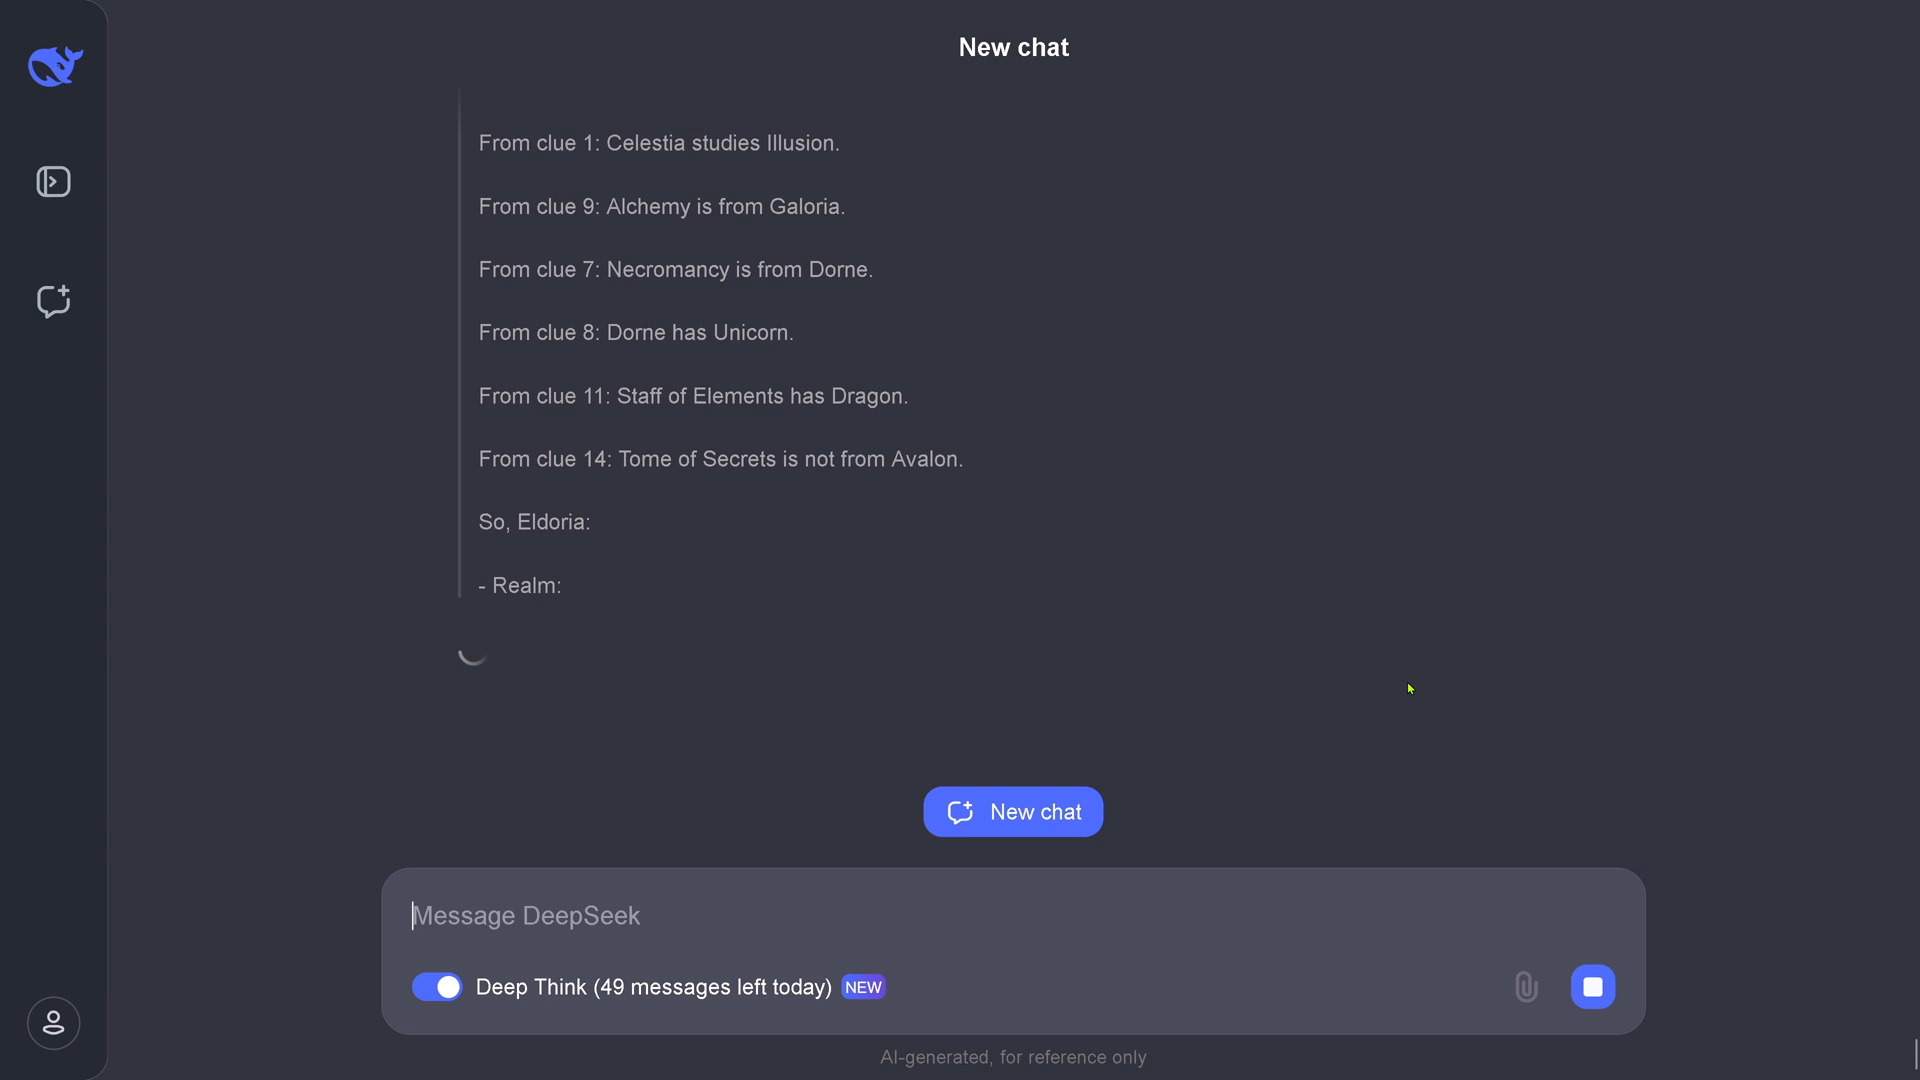 New chat
From clue 1: Celestia studies Illusion.
From clue 9: Alchemy is from Galoria.
From clue 7: Necromancy is from Dorne.
From clue 8: Dorne has Unicorn.
From clue 11: Staff of Elements has Dragon.
From clue 14: Tome of Secrets is not from Avalon.
So, Eldoria:
- Realm:
New chat
Message DeepSeek
Deep Think (49 messages left today) NEW
AI-generated, for reference only